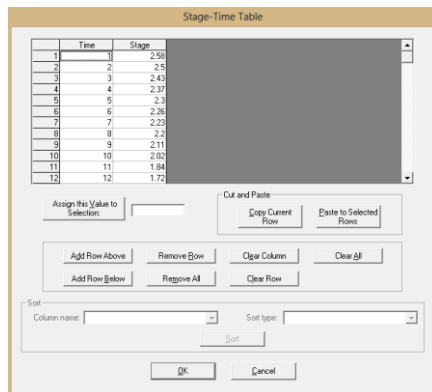 Stage-Time Table
Time Stage
1 1 2.58
2 2 2.5
3 3 2.43
4 4 2.37
5 5 2.3
6 6 2.26
7 7 2.23
8 8 2.2
9 9 2.11
10 10 2.02
11 11 1.84
12 12 1.72
Assign this Value to Selection:
Cut and Paste
Copy Current Row
Paste to Selected Rows
Add Row Above Remove Row Clear Column Clear All
Add Row Below Remove All Clear Row
Sort
Column name: Sort type:
Sort
OK Cancel